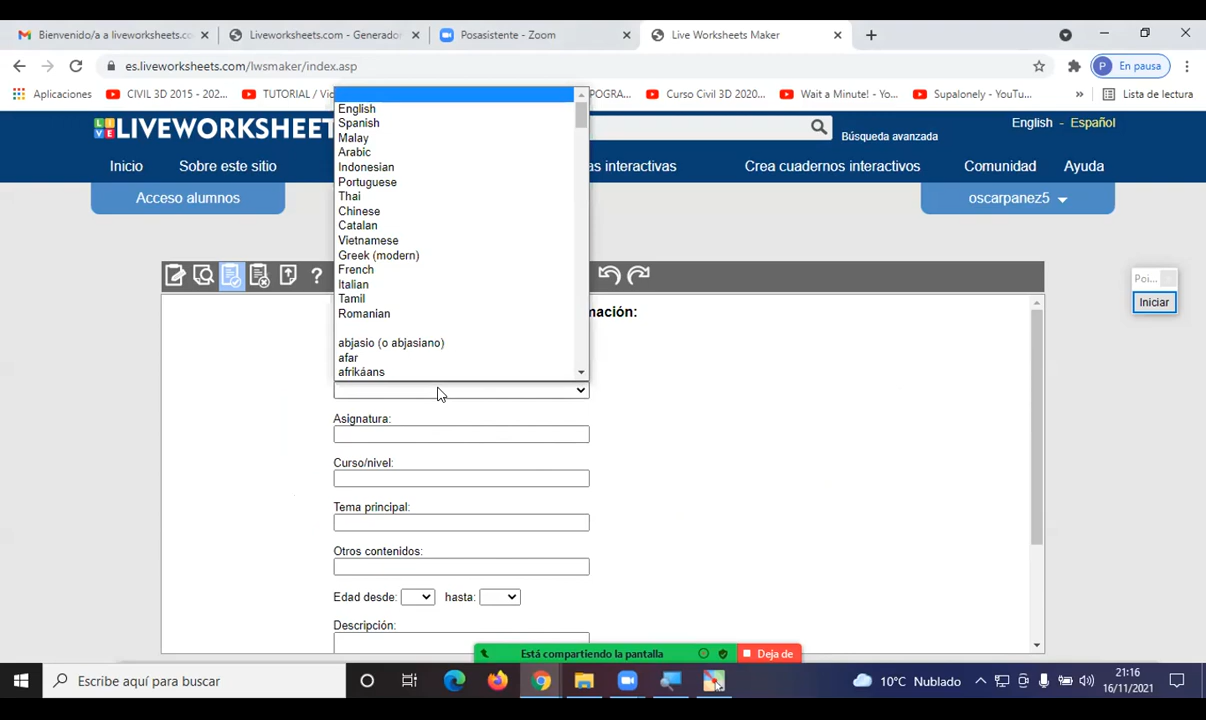 Bienvenido/a a liveworksheets.co
Liveworksheets.com - Generador
Posasistente - Zoom
Live Worksheets Maker
es.liveworksheets.com/lwsmaker/index.asp
En pausa
Aplicaciones
CIVIL 3D 2015 - 202...
TUTORIAL / Vi
POGRA...
Curso Civil 3D 2020...
Wait a Minute! - Yo...
Supalonely - YouTu...
Lista de lectura
LIVEWORKSHEET
Búsqueda avanzada
English - Español
Inicio
Sobre este sitio
as interactivas
Crea cuadernos interactivos
Comunidad
Ayuda
Acceso alumnos
oscarpanez5
English
Spanish
Malay
Arabic
Indonesian
Portuguese
Thai
Chinese
Catalan
Vietnamese
Greek (modern)
French
Italian
Tamil
Romanian
abjasio (o abjasiano)
afar
afrikáans
mación:
Poi...
Iniciar
Asignatura:
Curso/nivel:
Tema principal:
Otros contenidos:
Edad desde: hasta:
Descripción:
Está compartiendo la pantalla
Deja de
Escribe aquí para buscar
10°C Nublado
21:16
16/11/2021